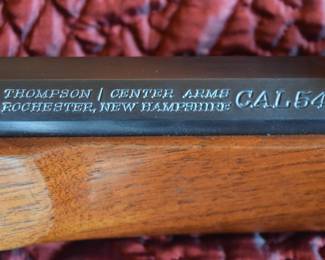 THOMPSON / CENTER ARMS
ROCHESTER, NEW HAMPSHIRE CAL 54